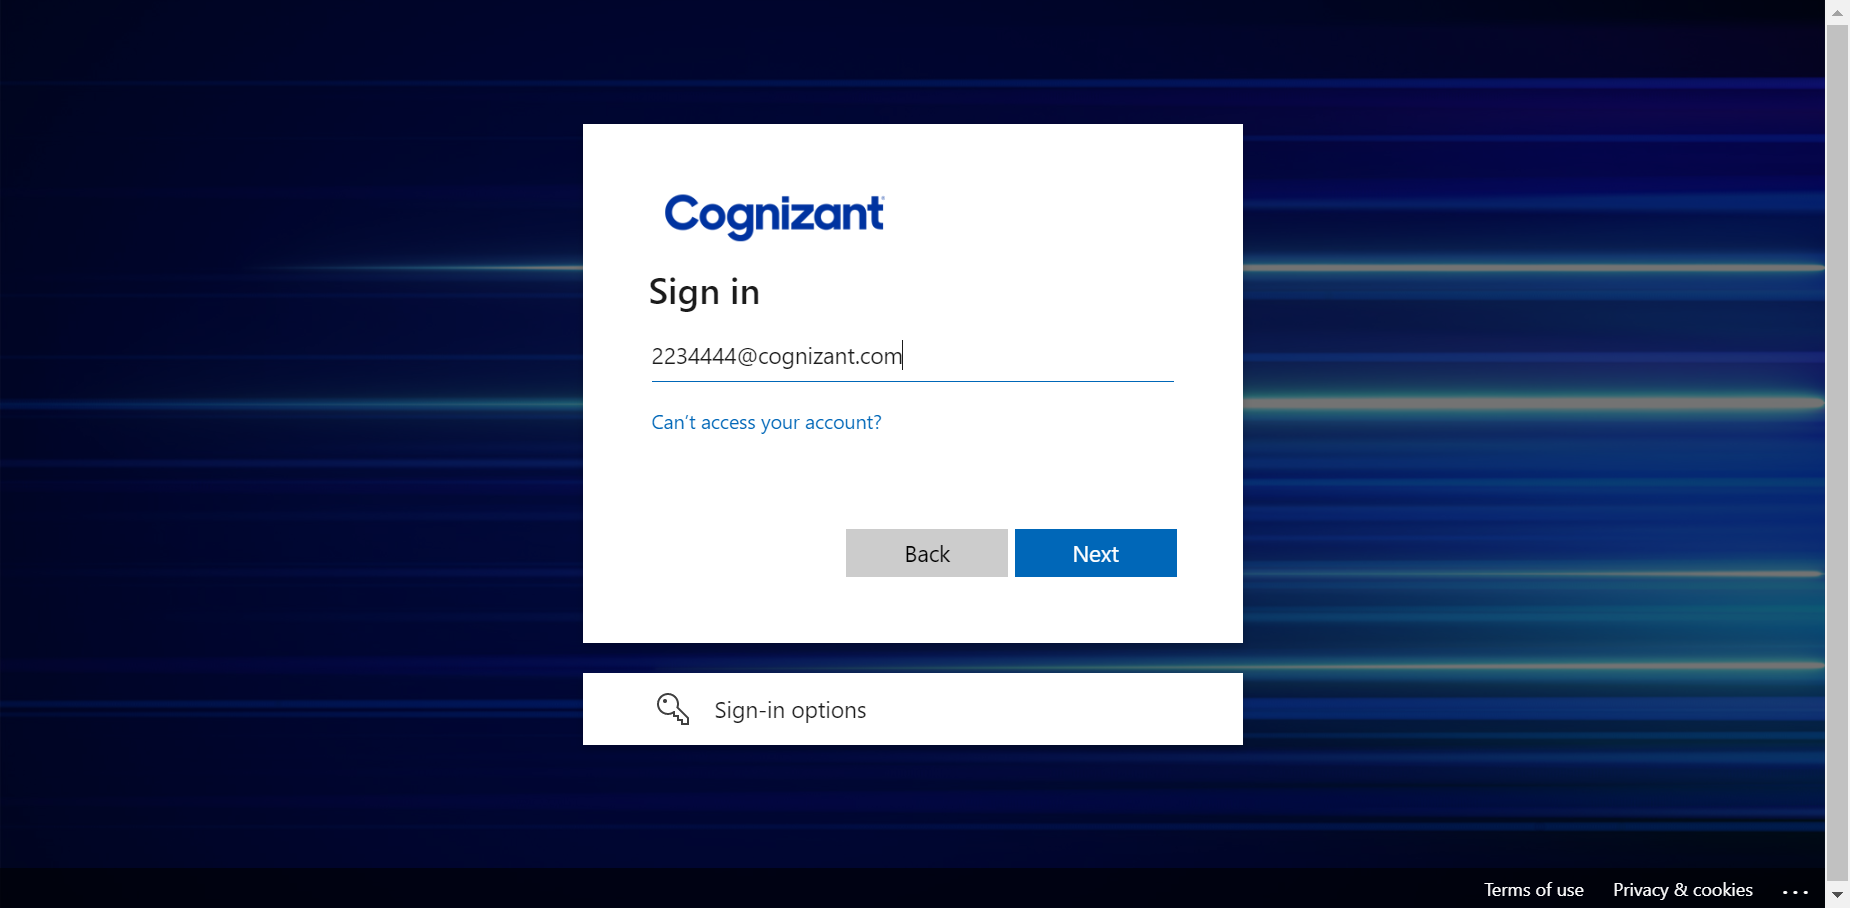 Cognizant
Sign in
2234444@cognizant.com
Can't access your account?
Back
Next
Sign-in options
Terms of use
Privacy & cookies
...